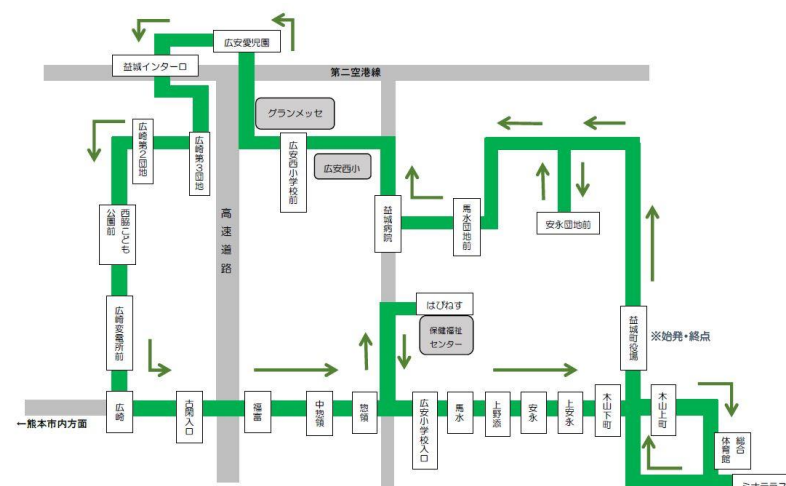 広安愛児園
益城インター口
第二空港線
グランメッセ
広崎第2団地
広崎第3団地
広安西小学校前
広安西小
西脇こども
公園前
高速道路
益城病院
馬水団地前
安永団地前
はぴねす
保健福祉
センター
広崎変電所前
益城町役場
※始発・終点
広崎
古閑入口
福富
中惣領
惣領
広安小学校入口
馬水
上野添
安永
上安永
木山下町
木山上町
←熊本市内方面
総合
体育館
ミナテラス